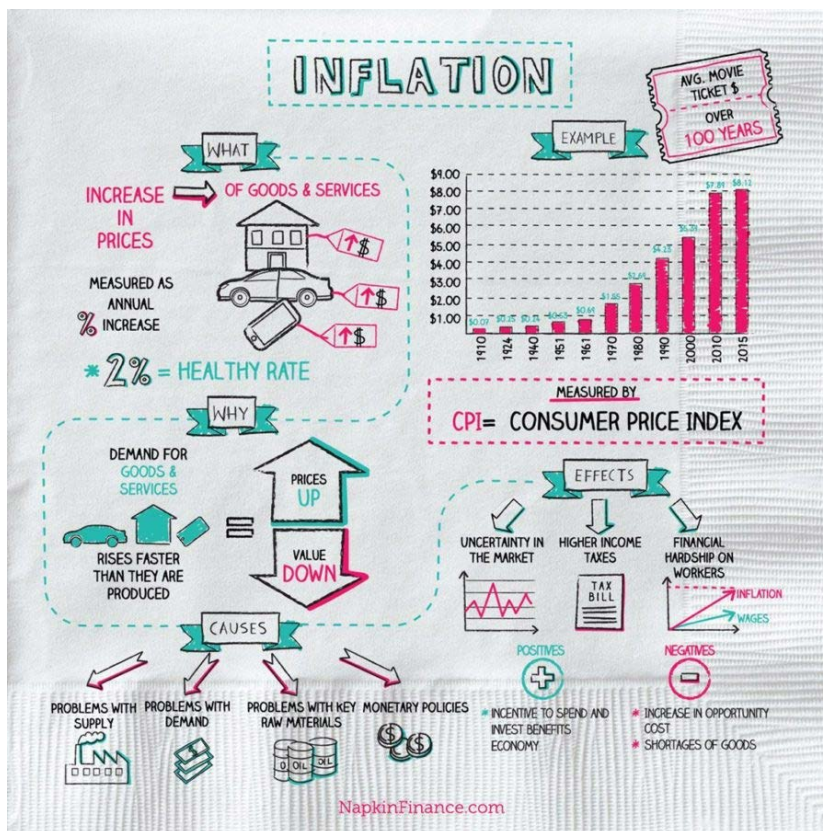 INFLATION
AVG. MOVIE
TICKET $
OVER
100 YEARS
WHAT
INCREASE
IN
PRICES
OF GOODS & SERVICES
$
$
$
MEASURED AS
ANNUAL
% INCREASE
* 2% = HEALTHY RATE
EXAMPLE
$9.00
$8.00
$7.00
$6.00
$5.00
$4.00
$3.00
$2.00
$1.00
$0.07
$0.25
$0.24
$0.53
$0.69
$1.55
$2.69
$4.23
$7.89
$8.12
1910
1924
1940
1951
1961
1970
1980
1990
2000
2010
2015
MEASURED BY
CPI= CONSUMER PRICE INDEX
WHY
DEMAND FOR
GOODS &
SERVICES
RISES FASTER
THAN THEY ARE
PRODUCED
=
PRICES
UP
VALUE
DOWN
EFFECTS
UNCERTAINTY IN
THE MARKET
HIGHER INCOME
TAXES
TAX
BILL
FINANCIAL
HARDSHIP ON
WORKERS
INFLATION
WAGES
POSITIVES
+
* INCENTIVE TO SPEND AND
INVEST BENEFITS
ECONOMY
NEGATIVES
-
* INCREASE IN OPPORTUNITY
COST
* SHORTAGES OF GOODS
CAUSES
PROBLEMS WITH
SUPPLY
PROBLEMS WITH
DEMAND
$
PROBLEMS WITH KEY
RAW MATERIALS
OIL
OIL
MONETARY POLICIES
$
$
$
NapkinFinance.com